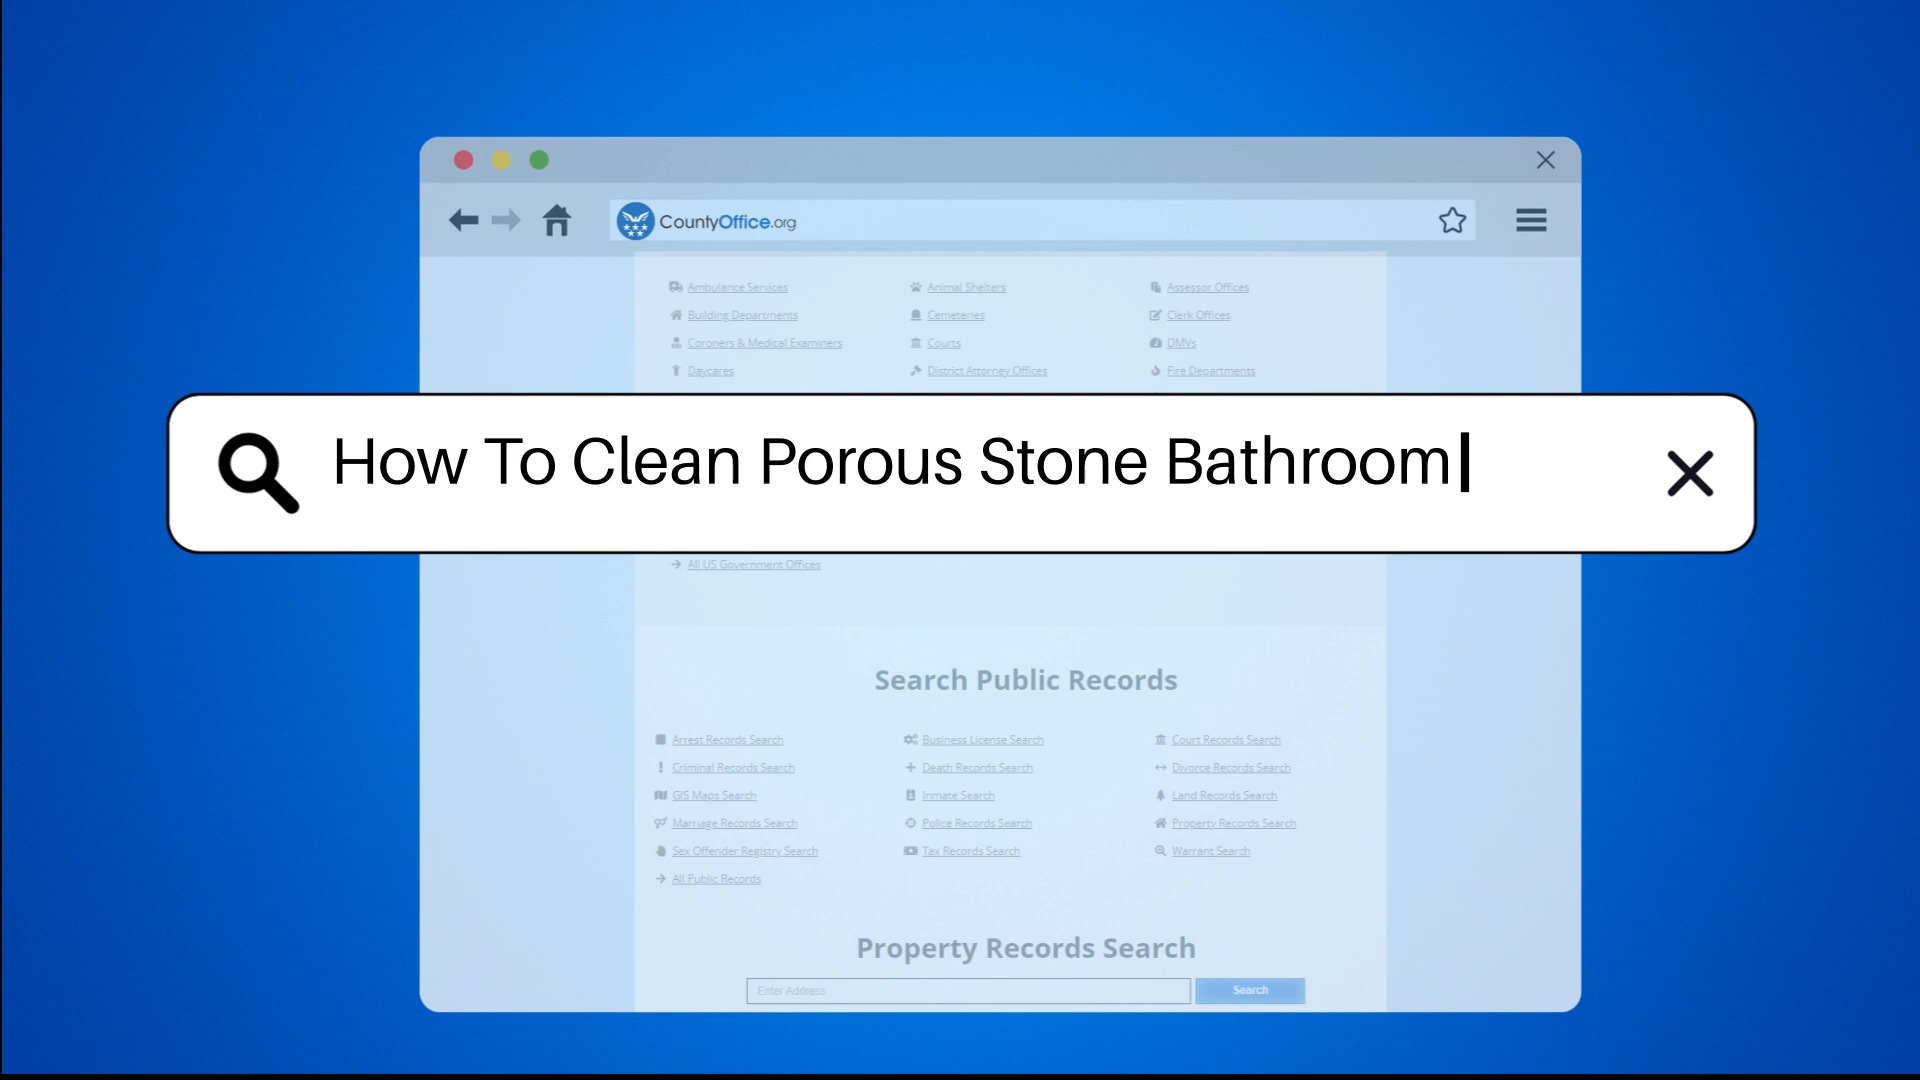 CountyOffice.org
Ambulance Services Animal Shelters Assessor Offices
Building Departments Cemeteries Clerk Offices
Coroners & Medical Examiners Courts DMVs
Daycares District Attorney Offices Fire Departments
How To Clean Porous Stone Bathroom
All US Government Offices
Search Public Records
Arrest Records Search Business License Search Court Records Search
Criminal Records Search Death Records Search Divorce Records Search
GIS Maps Search Inmate Search Land Records Search
Marriage Records Search Police Records Search Property Records Search
Sex Offender Registry Search Tax Records Search Warrant Search
All Public Records
Property Records Search
Enter Address Search